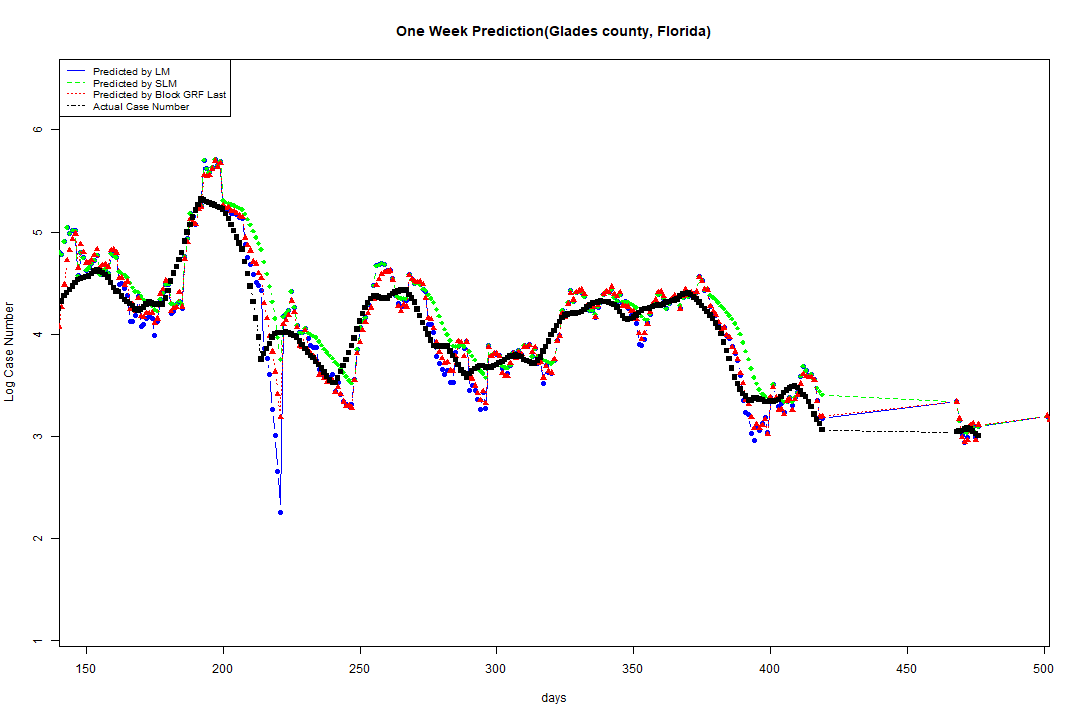 One Week Prediction(Glades county, Florida)
Predicted by LM
Predicted by SLM
Predicted by Block GRF Last
Actual Case Number
Log Case Number
6
5
4
3
2
1
150 200 250 300 350 400 450 500
days